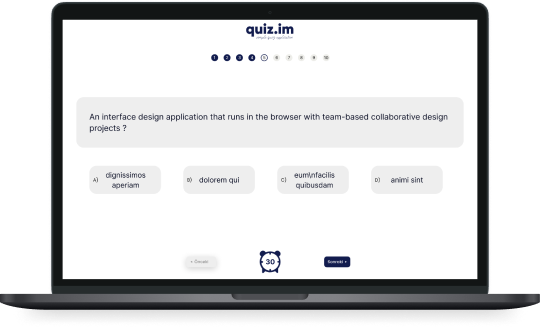 quiz.im
simple quiz application
1 2 3 4 5 6 7 8 9 10
An interface design application that runs in the browser with team-based collaborative design
projects ?
A) dignissimos
aperiam
B) dolorem qui
C) eum\nfacilis
quibusdam
D) animi sint
30
Sonraki >